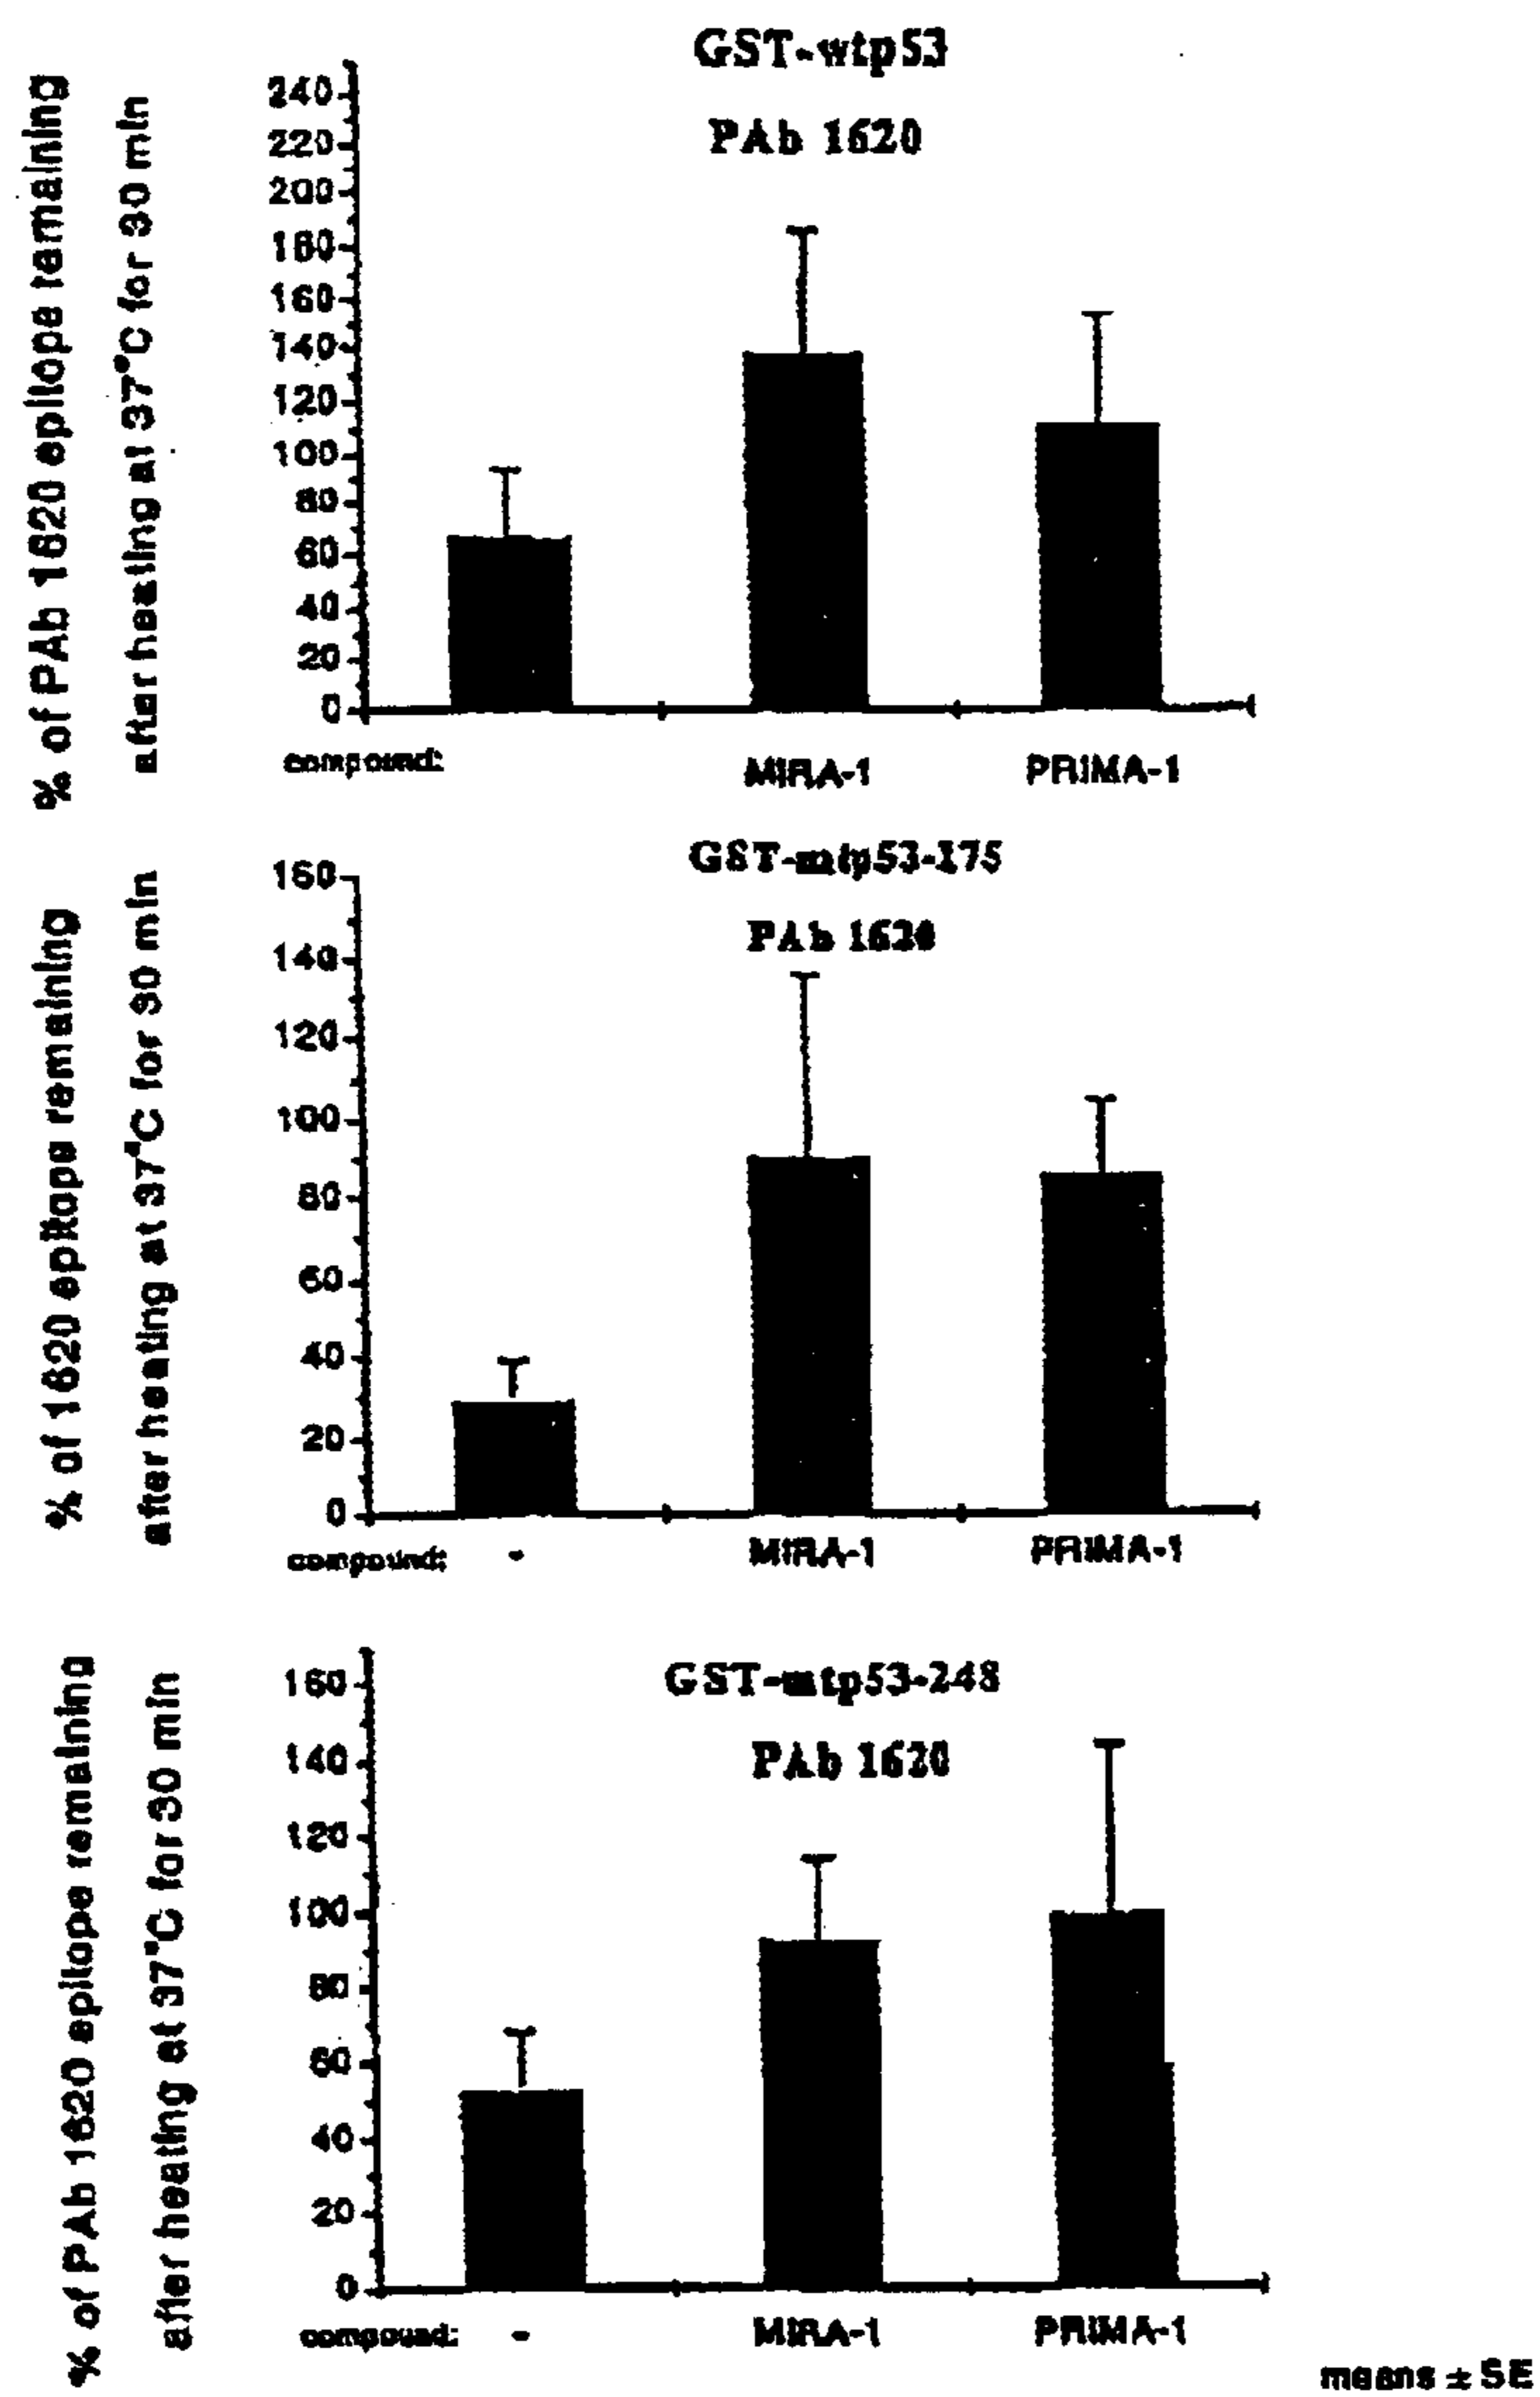 GST-wtp53
PAb 1620
% of PAb 1620 epitope remaining
after heating at 37°C for 30 min
240
220
200
180
160
140
120
100
80
60
40
20
0
compound:
MIRA-1
PRIMA-1
GST-mtp53-175
PAb 1620
% of 1620 epitope remaining
after heating at 37°C for 30 min
160
140
120
100
80
60
40
20
0
compound: - MIRA-1 PRIMA-1
GST-mtp53-248
PAb 1620
% of PAb 1620 epitope remaining
after heating at 37°C for 30 min
160
140
120
100
80
60
40
20
0
compound: - MIRA-1 PRIMA-1
means ± SE